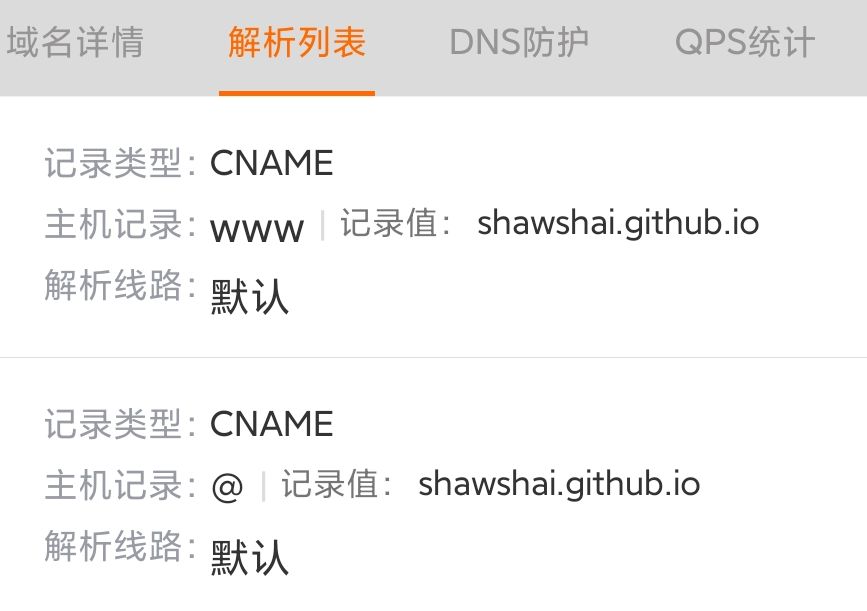 域名详情 解析列表 DNS防护 QPS统计
记录类型: CNAME
主机记录: www | 记录值: shawshai.github.io
解析线路: 默认
记录类型: CNAME
主机记录: @ | 记录值: shawshai.github.io
解析线路: 默认